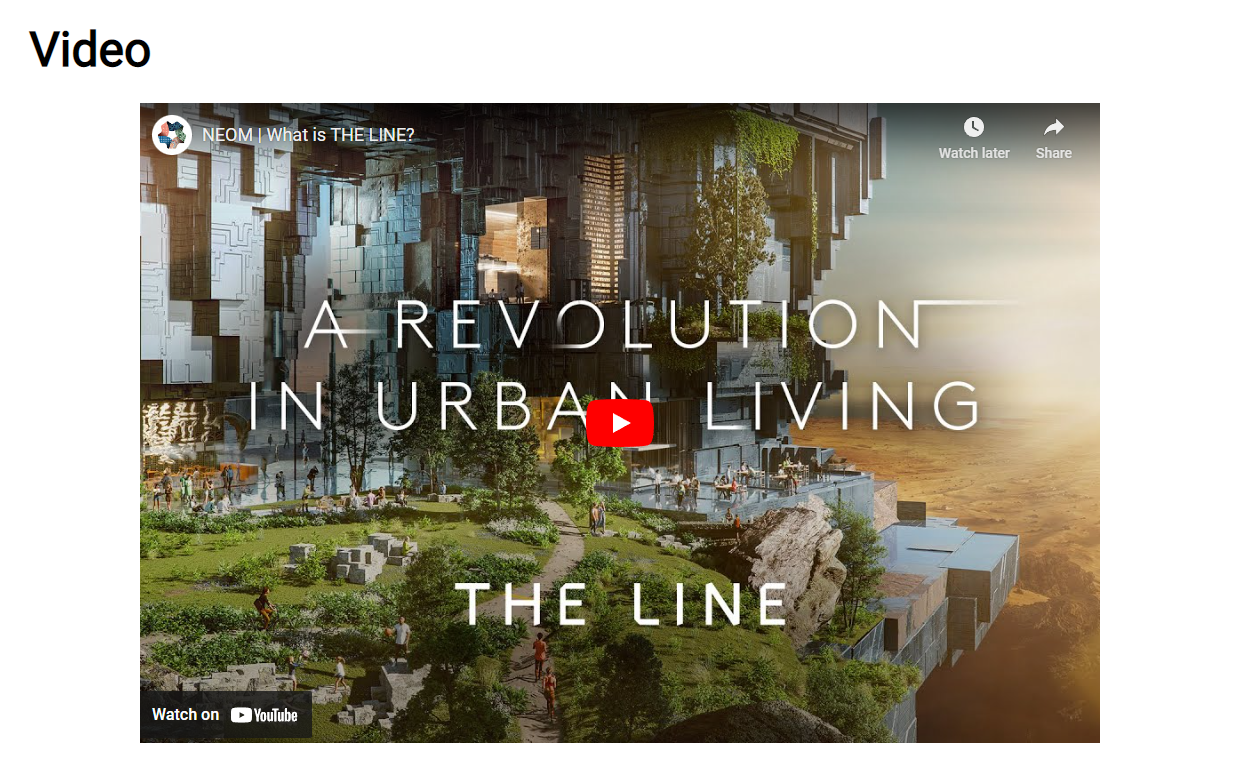 Video
NEOM | What is THE LINE?
Watch later
Share
A REVOLUTION
IN URBAN LIVING
THE LINE
Watch on YouTube